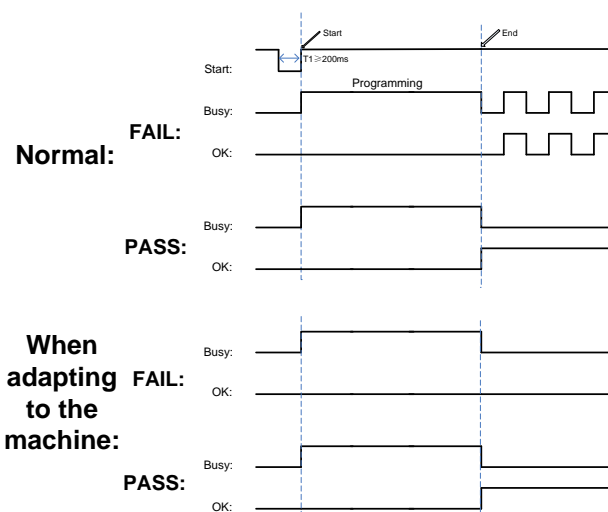 Start
End
T1≥200ms
Start:
Programming
Normal:
FAIL:
Busy:
OK:
PASS:
Busy:
OK:
When
adapting
to the
machine:
FAIL:
Busy:
OK:
PASS:
Busy:
OK: